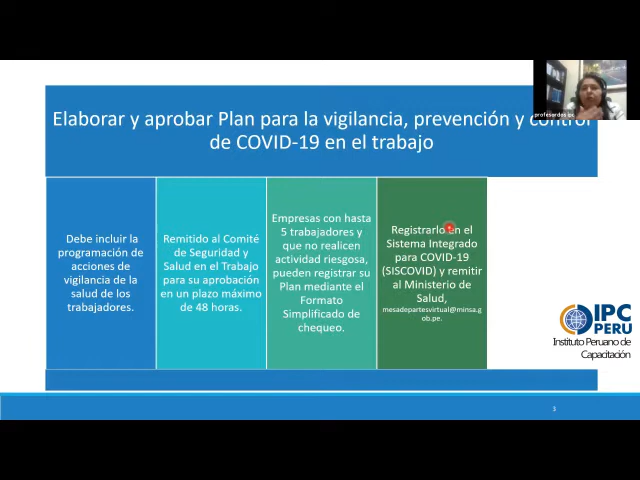 Elaborar y aprobar Plan para la vigilancia, prevención y control
de COVID-19 en el trabajo
Debe incluir la
programación de
acciones de
vigilancia de la
salud de los
trabajadores.
Remitido al Comité
de Seguridad y
Salud en el Trabajo
para su aprobación
en un plazo máximo
de 48 horas.
Empresas con hasta
5 trabajadores y
que no realicen
actividad riesgosa,
pueden registrar su
Plan mediante el
Formato
Simplificado de
chequeo.
Registrarlo en el
Sistema Integrado
para COVID-19
(SISCOVID) y remitir
al Ministerio de
Salud,
mesadepartesvirtual@minsa.g
ob.pe.
IPC
PERU
Instituto Peruano de
Capacitación
3